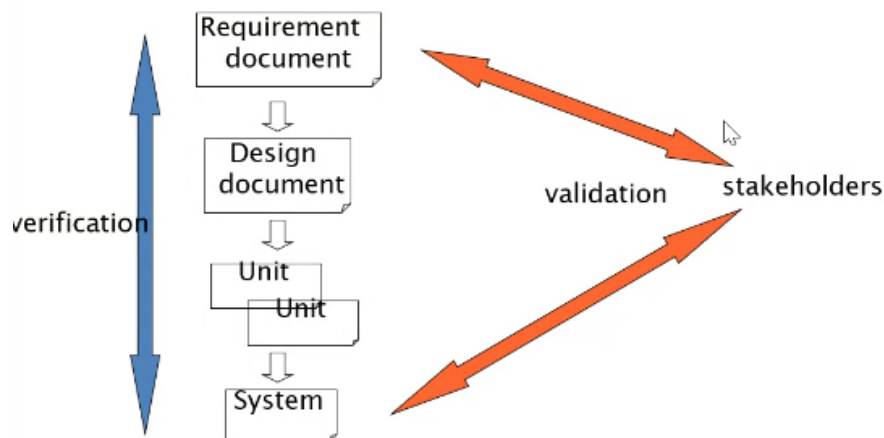 Requirement
document
Design
document
verification
validation
stakeholders
Unit
Unit
System